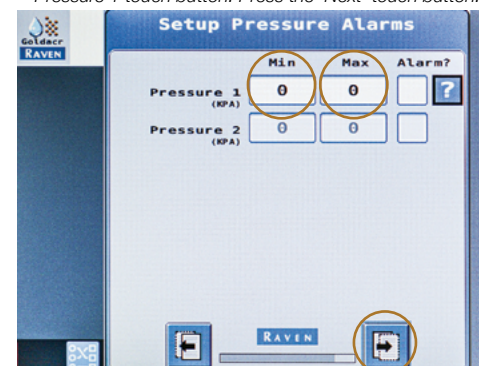 Pressure 1 touch button. Press the 'Next' touch button.
Setup Pressure Alarms
Goldacr
RAVEN
Min Max Alarm?
Pressure 1 0 0 ?
(KPA)
Pressure 2 0 0
(KPA)
RAVEN